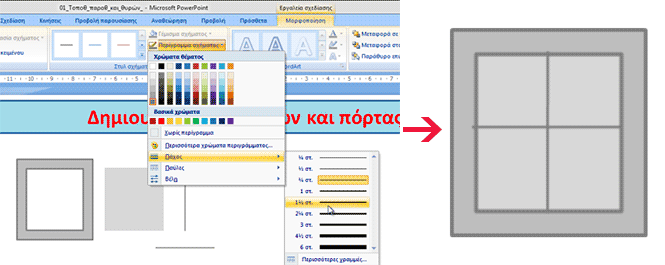 01_Τοποθ_παραθ_και_θυρών_ - Microsoft PowerPoint
Εργαλεία σχεδίασης
Κινήσεις
Προβολή παρουσίασης
Αναθεώρηση
Προβολή
Πρόσθετα
Μορφοποίηση
Γέμισμα σχήματος
Περίγραμμα σχήματος
κειμένου
Στυλ σχημάτ
WordArt
Μεταφορά σε
Μεταφορά στο
Παράθυρο επι
Χρώματα θέματος
Βασικά χρώματα
Χωρίς περίγραμμα
Περισσότερα χρώματα περιγράμματος...
Πάχος
Παύλες
Βέλη
Δημιου
ν και πόρτας
¼ στ.
½ στ.
¾ στ.
1 στ.
1½ στ.
2¼ στ.
3 στ.
4½ στ.
6 στ.
Περισσότερες γραμμές...